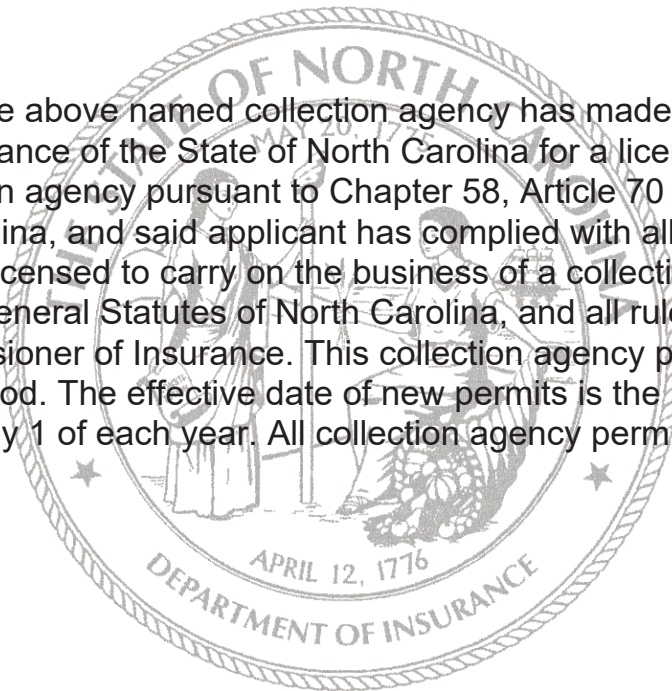 THE STATE OF NORTH CAROLINA
e above named collection agency has made
MAY 20,
ance of the State of North Carolina for a lice
n agency pursuant to Chapter 58, Article 70
ina, and said applicant has complied with all
censed to carry on the business of a collecti
eneral Statutes of North Carolina, and all rule
sioner of Insurance. This collection agency p
od. The effective date of new permits is the
y 1 of each year. All collection agency perm
APRIL 12, 1776
DEPARTMENT OF INSURANCE